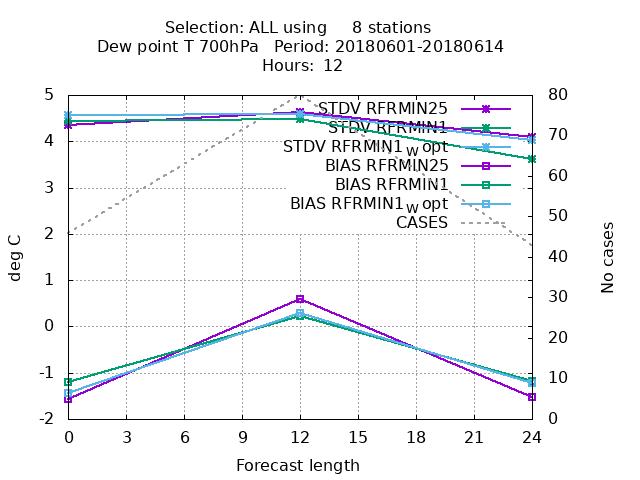 Selection: ALL using 8 stations
Dew point T 700hPa Period: 20180601-20180614
Hours: 12
5
4
3
2
1
0
-1
-2
deg C
80
70
60
50
40
30
20
10
0
No cases
STDV RFRMIN25
STDV RFRMIN1
STDV RFRMIN1w opt
BIAS RFRMIN25
BIAS RFRMIN1
BIAS RFRMIN1w opt
CASES
0 3 6 9 12 15 18 21 24
Forecast length